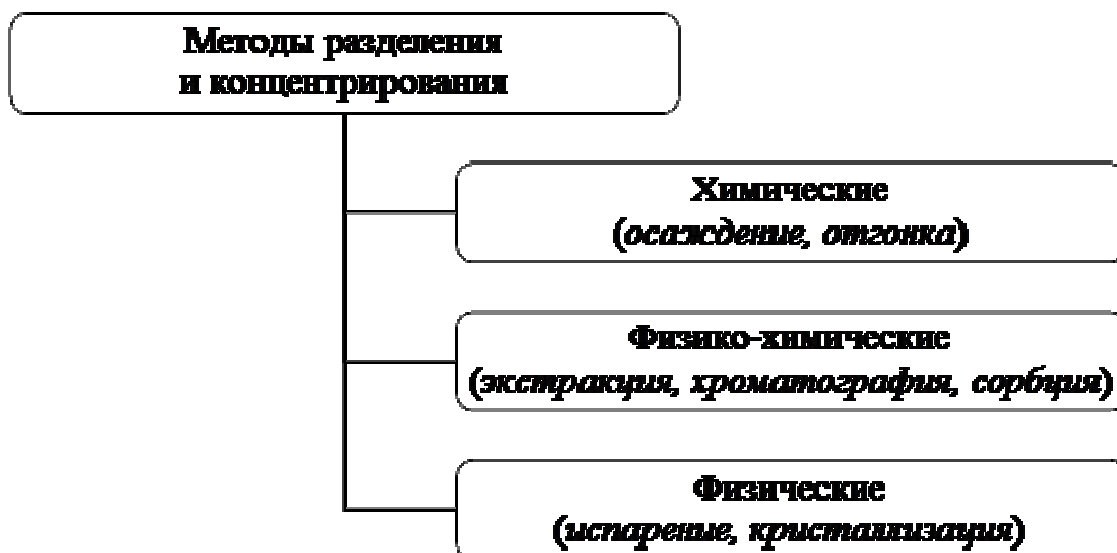 Методы разделения
и концентрирования
Химические
(осаждение, отгонка)
Физико-химические
(экстракция, хроматография, сорбция)
Физические
(испарение, кристаллизация)